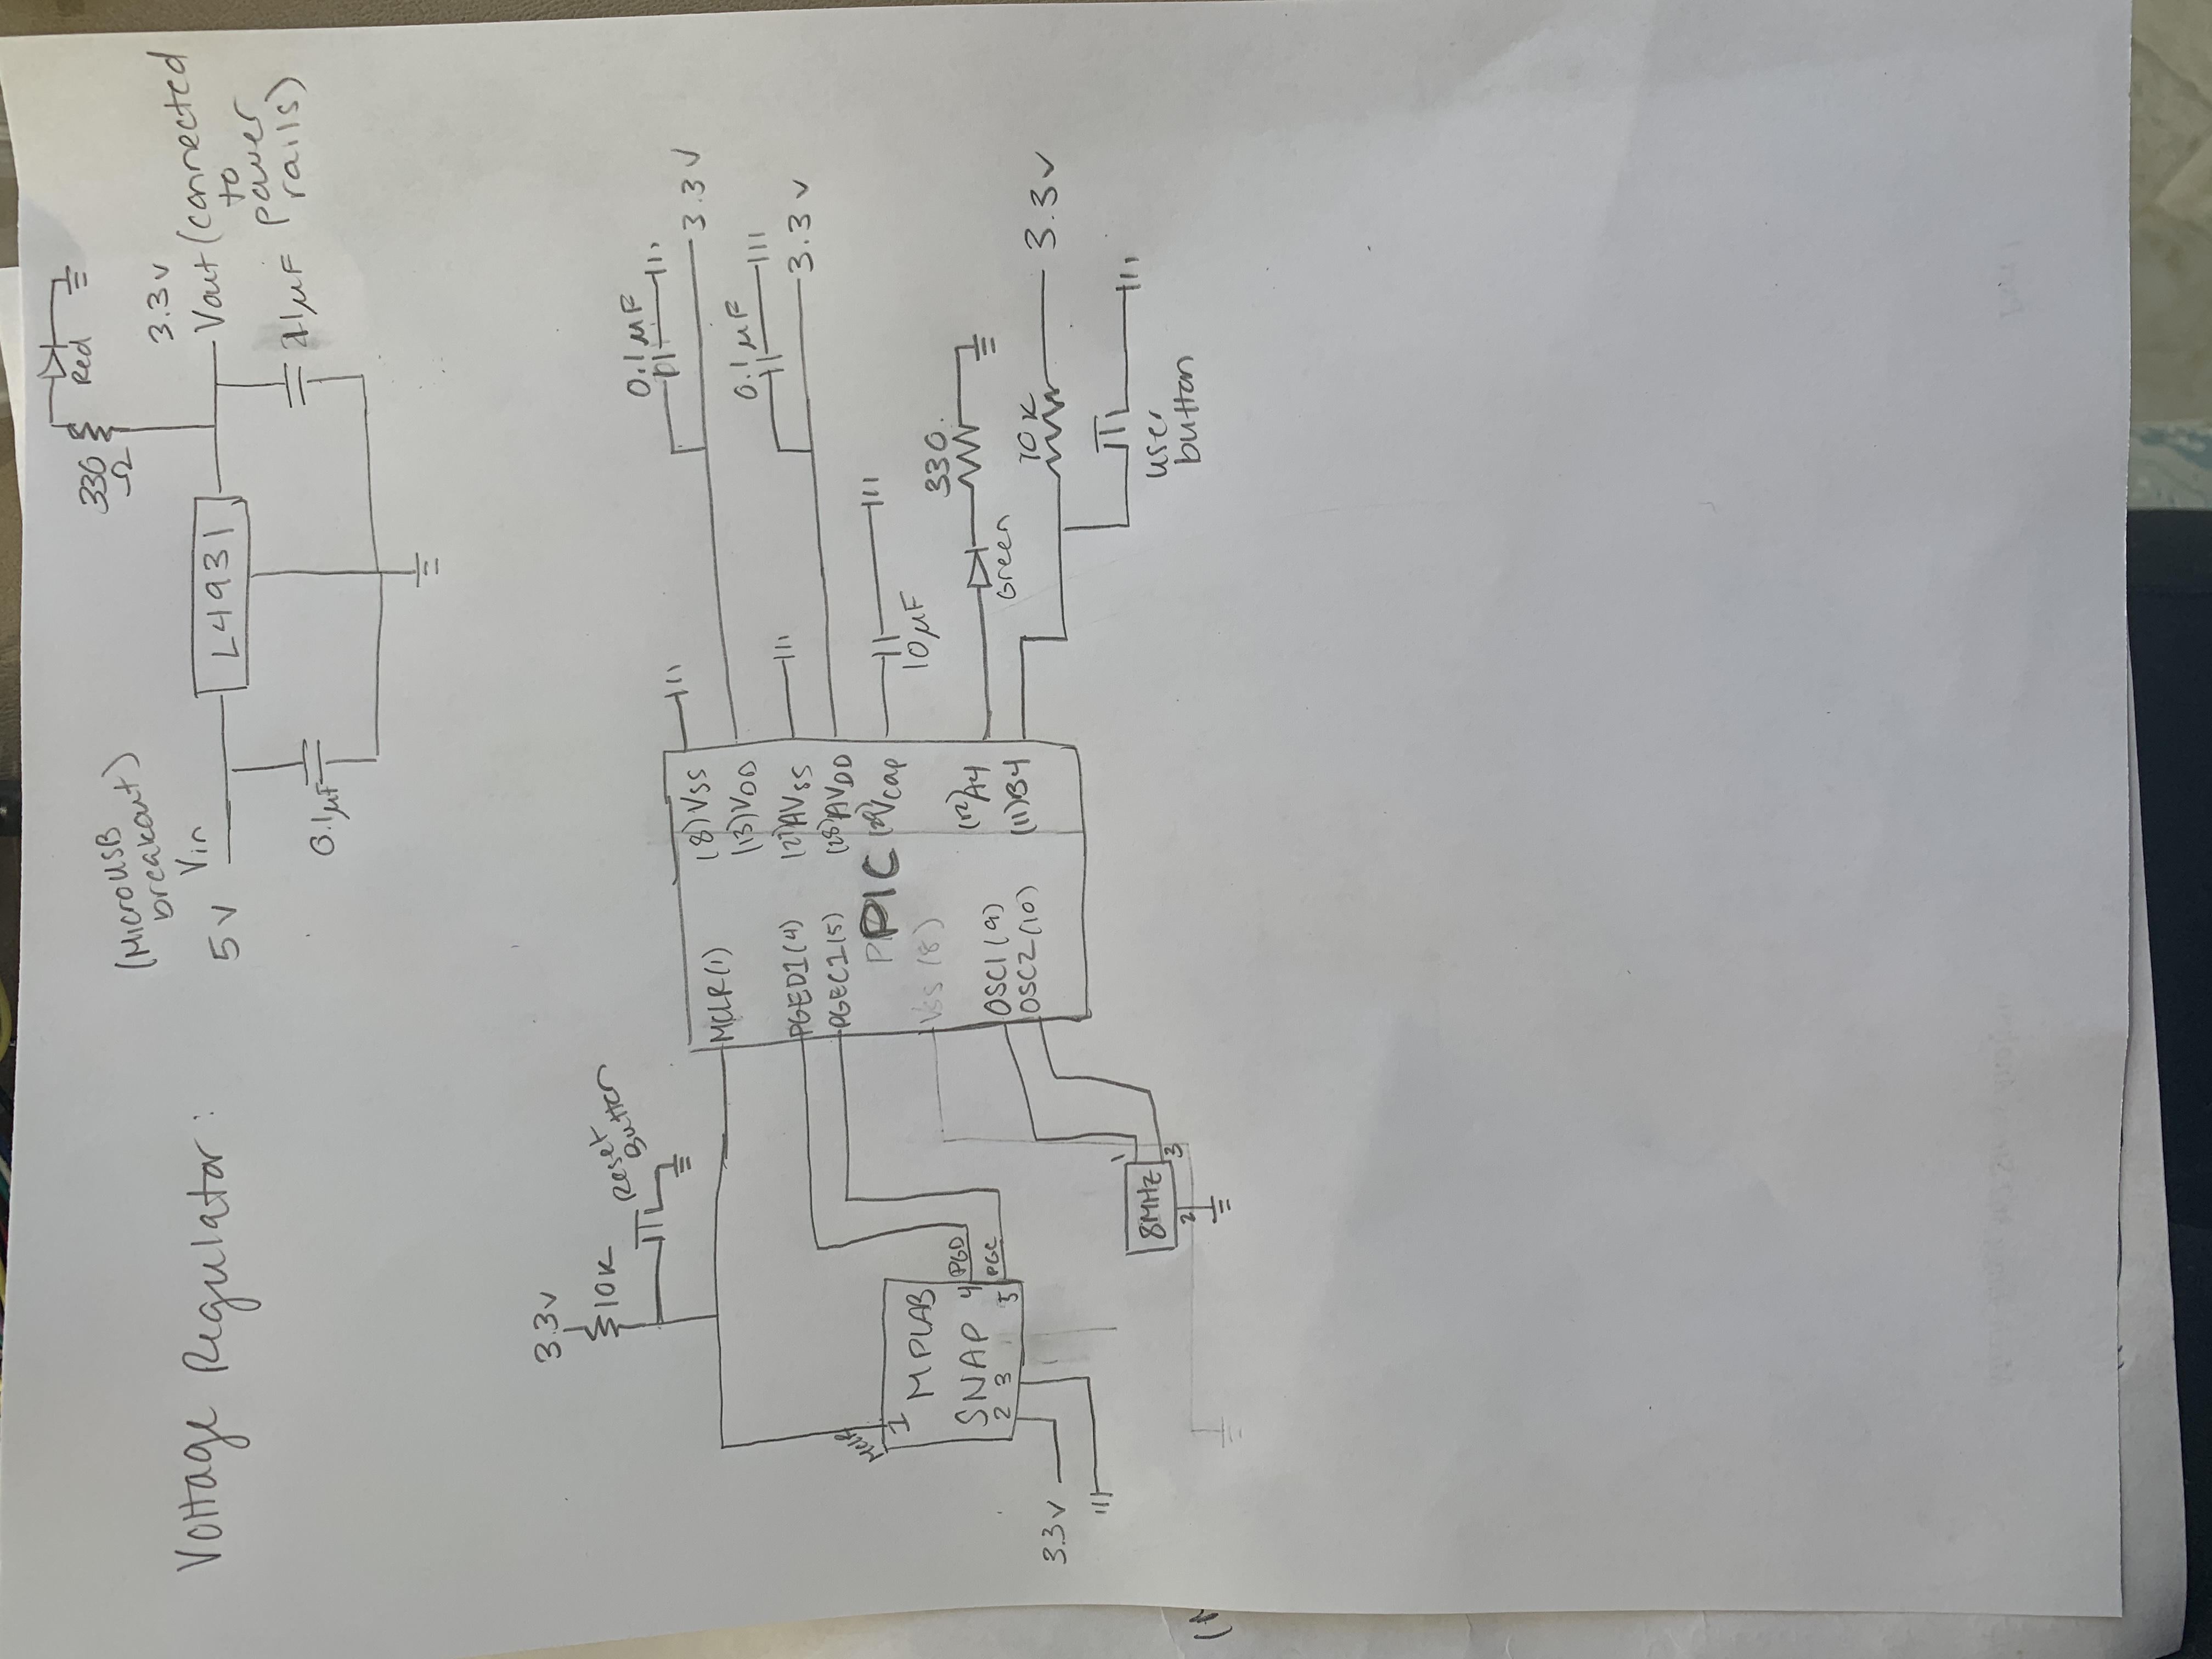 Voltage Regulator:
(MicroUSB
breakout)
5V Vin
L4931
330
Ω
Red
3.3V
Vout (connected
to
power
rails)
0.1µF
3.3V
10K
Reset
Button
MCLR(1)
PGED1(4)
PGEC1(5)
PIC
VSS (8)
OSC1 (9)
OSC2 (10)
(8) VSS
(13) VDD
(27) AVSS
(28) AVDD
Vcap
(12) A4
(11) B4
0.1µF
3.3V
0.1µF
3.3V
10µF
Green
330
10K
3.3V
user
button
MCLR
1
MPLAB
SNAP
2 3 4 5
PGD
PGC
3.3V
8MHz
1
2
3